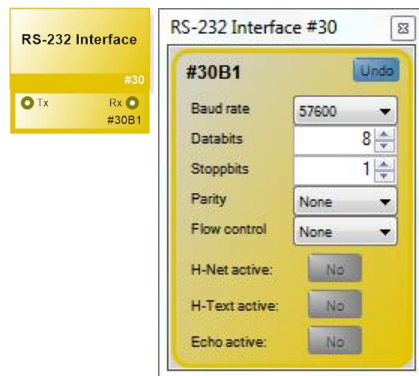 RS-232 Interface
#30
Tx Rx
#30B1
RS-232 Interface #30
#30B1 Undo
Baud rate 57600
Databits 8
Stoppbits 1
Parity None
Flow control None
H-Net active: No
H-Text active: No
Echo active: No